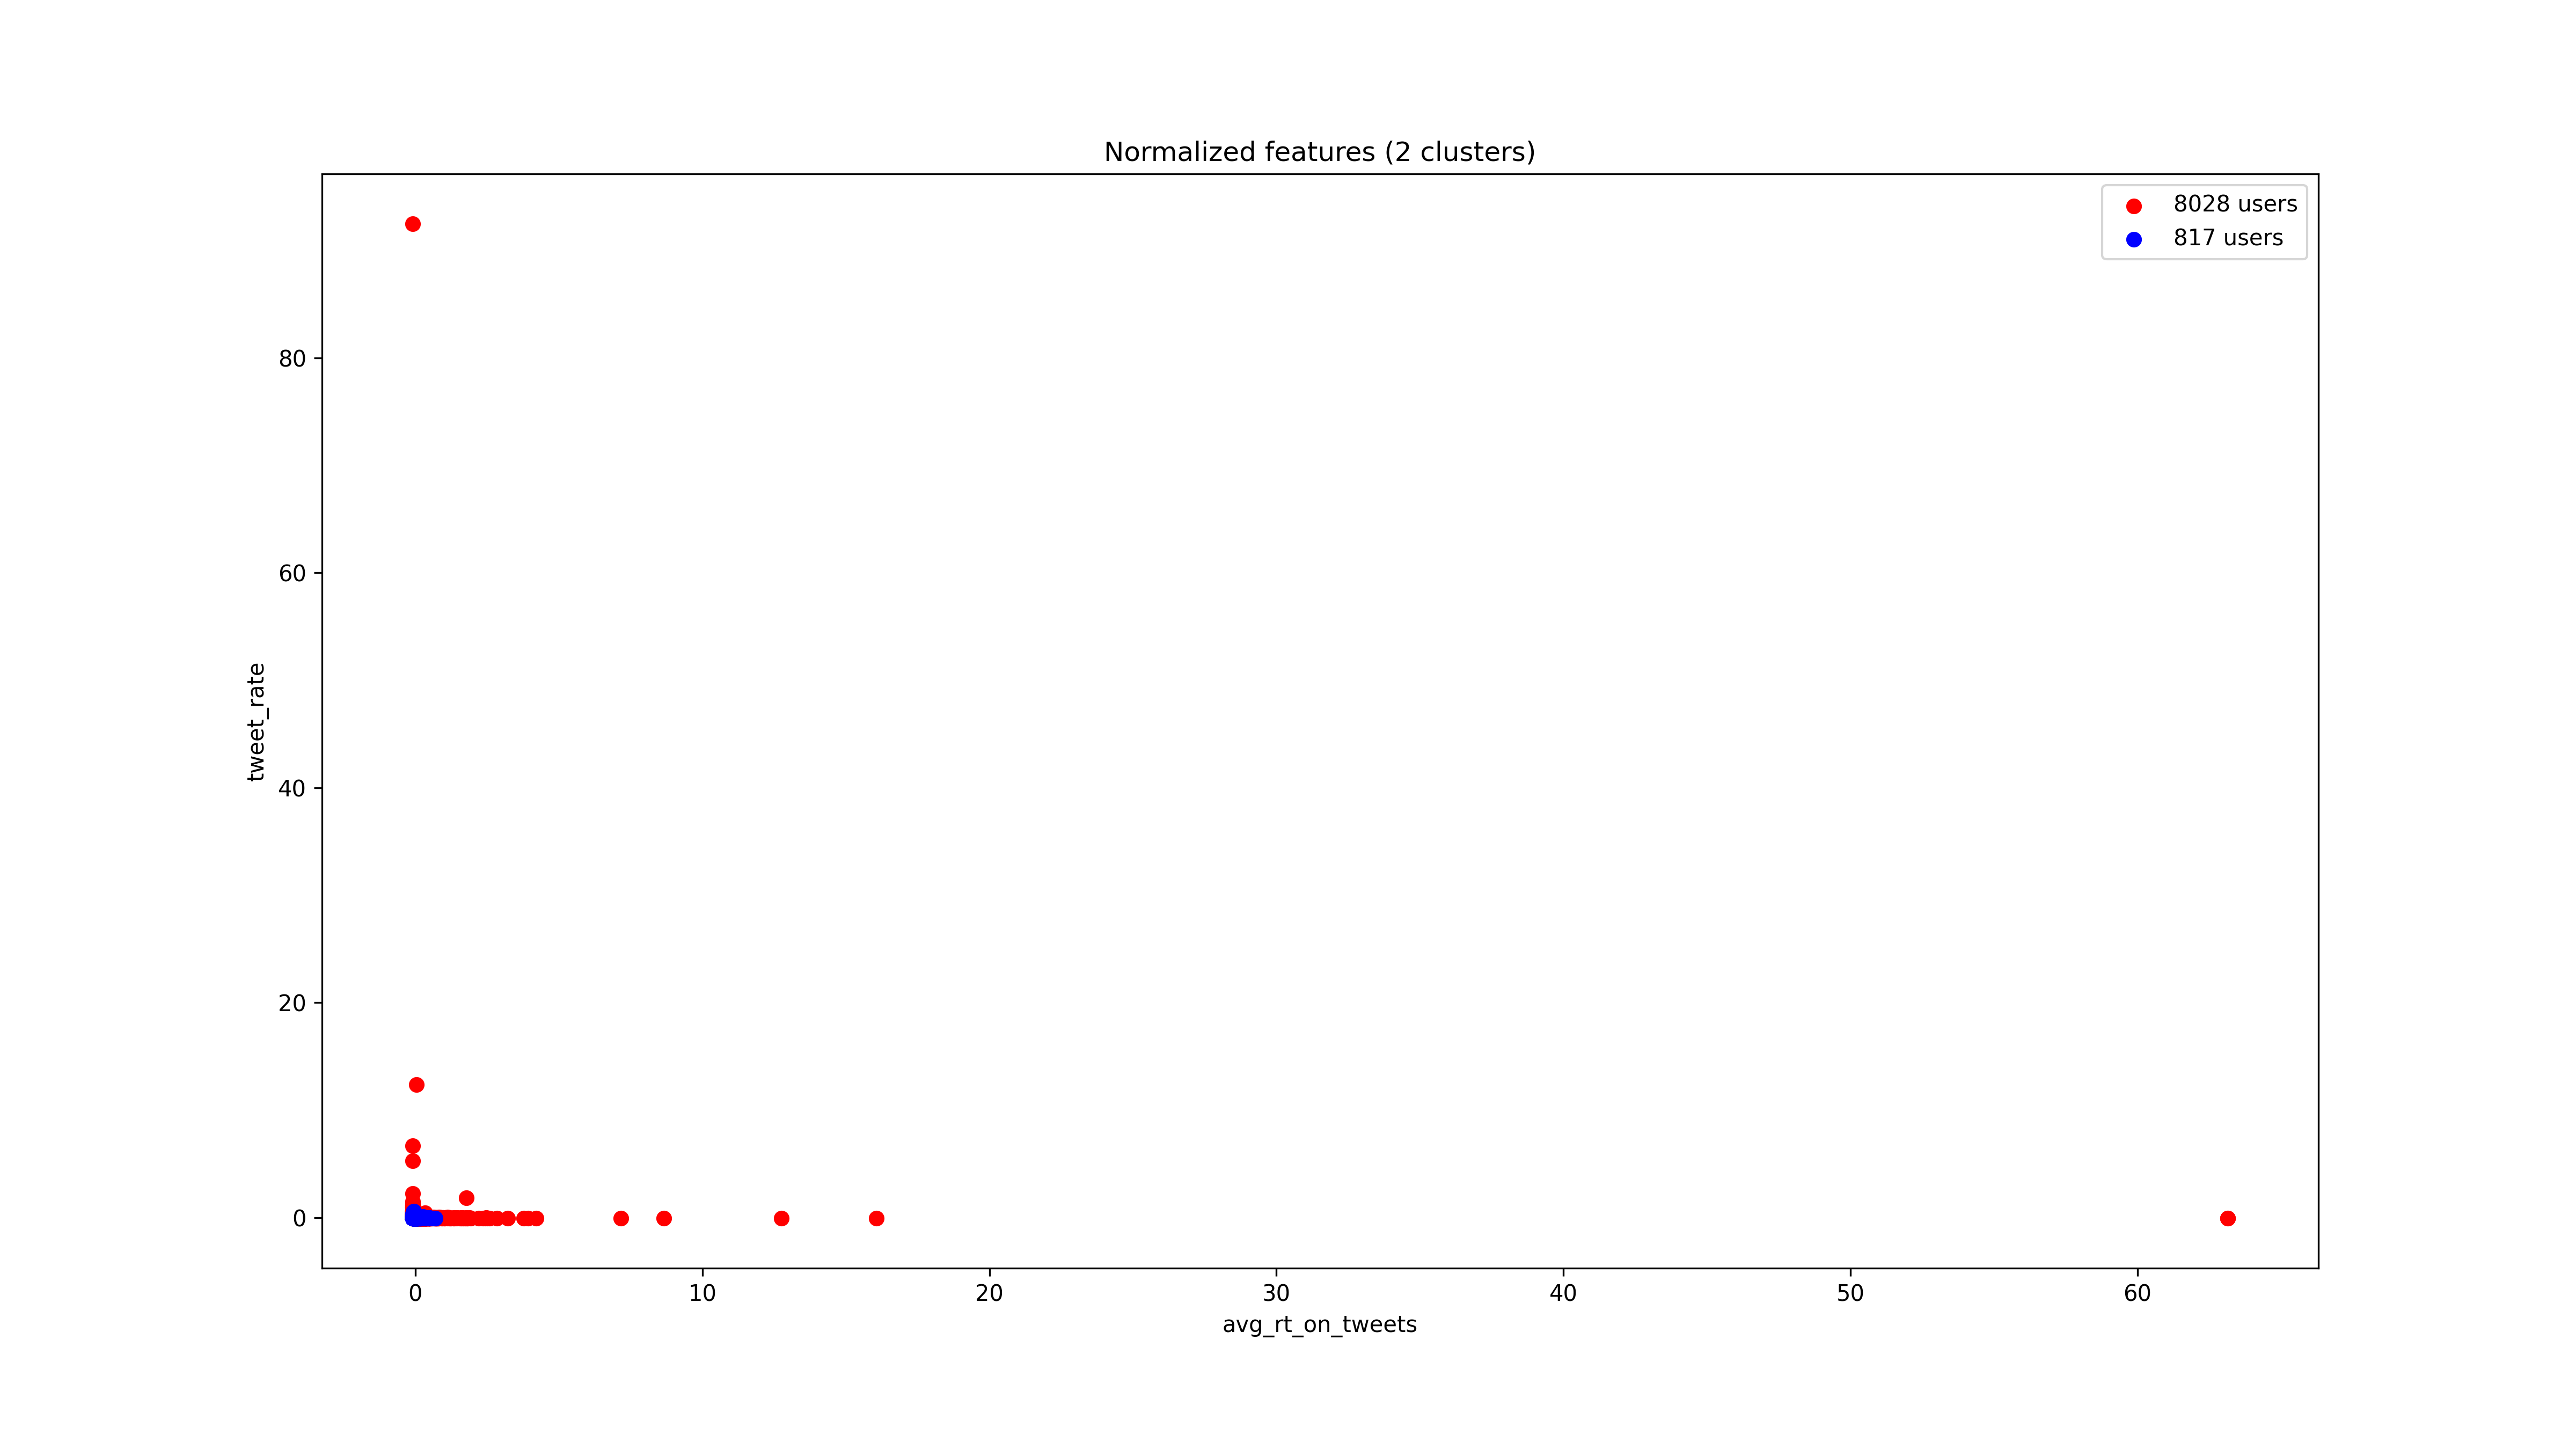 Normalized features (2 clusters)
8028 users
817 users
80
60
40
20
0
tweet_rate
0 10 20 30 40 50 60
avg_rt_on_tweets